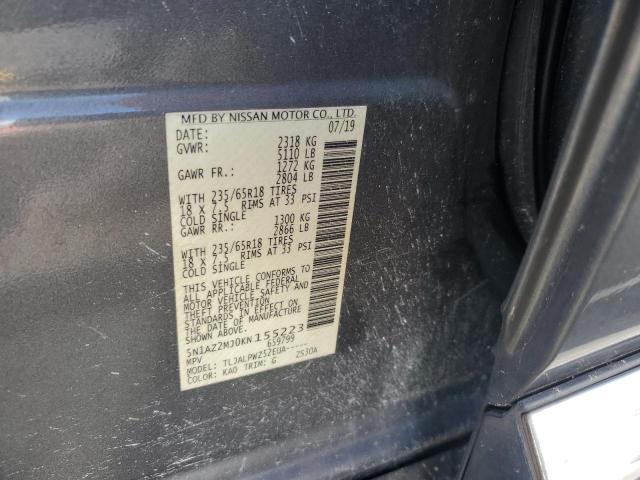 MFD BY NISSAN MOTOR CO., LTD.
DATE: 07/19
GVWR: 2318 KG
5110 LB
GAWR FR.: 1272 KG
2804 LB
WITH 235/65R18 TIRES
18 X 7.5 RIMS AT 33 PSI
COLD SINGLE
GAWR RR.: 1300 KG
2866 LB
WITH 235/65R18 TIRES
18 X 7.5 RIMS AT 33 PSI
COLD SINGLE
THIS VEHICLE CONFORMS TO
ALL APPLICABLE FEDERAL
MOTOR VEHICLE SAFETY AND
THEFT PREVENTION
STANDARDS IN EFFECT ON
THE DATE OF MANUFACTURE
SHOWN ABOVE.
5N1AZ2MJ0KN155223
MPV 659799
MODEL: TLJALPWZ52EUA-----
COLOR: KAD TRIM: G ZS30A